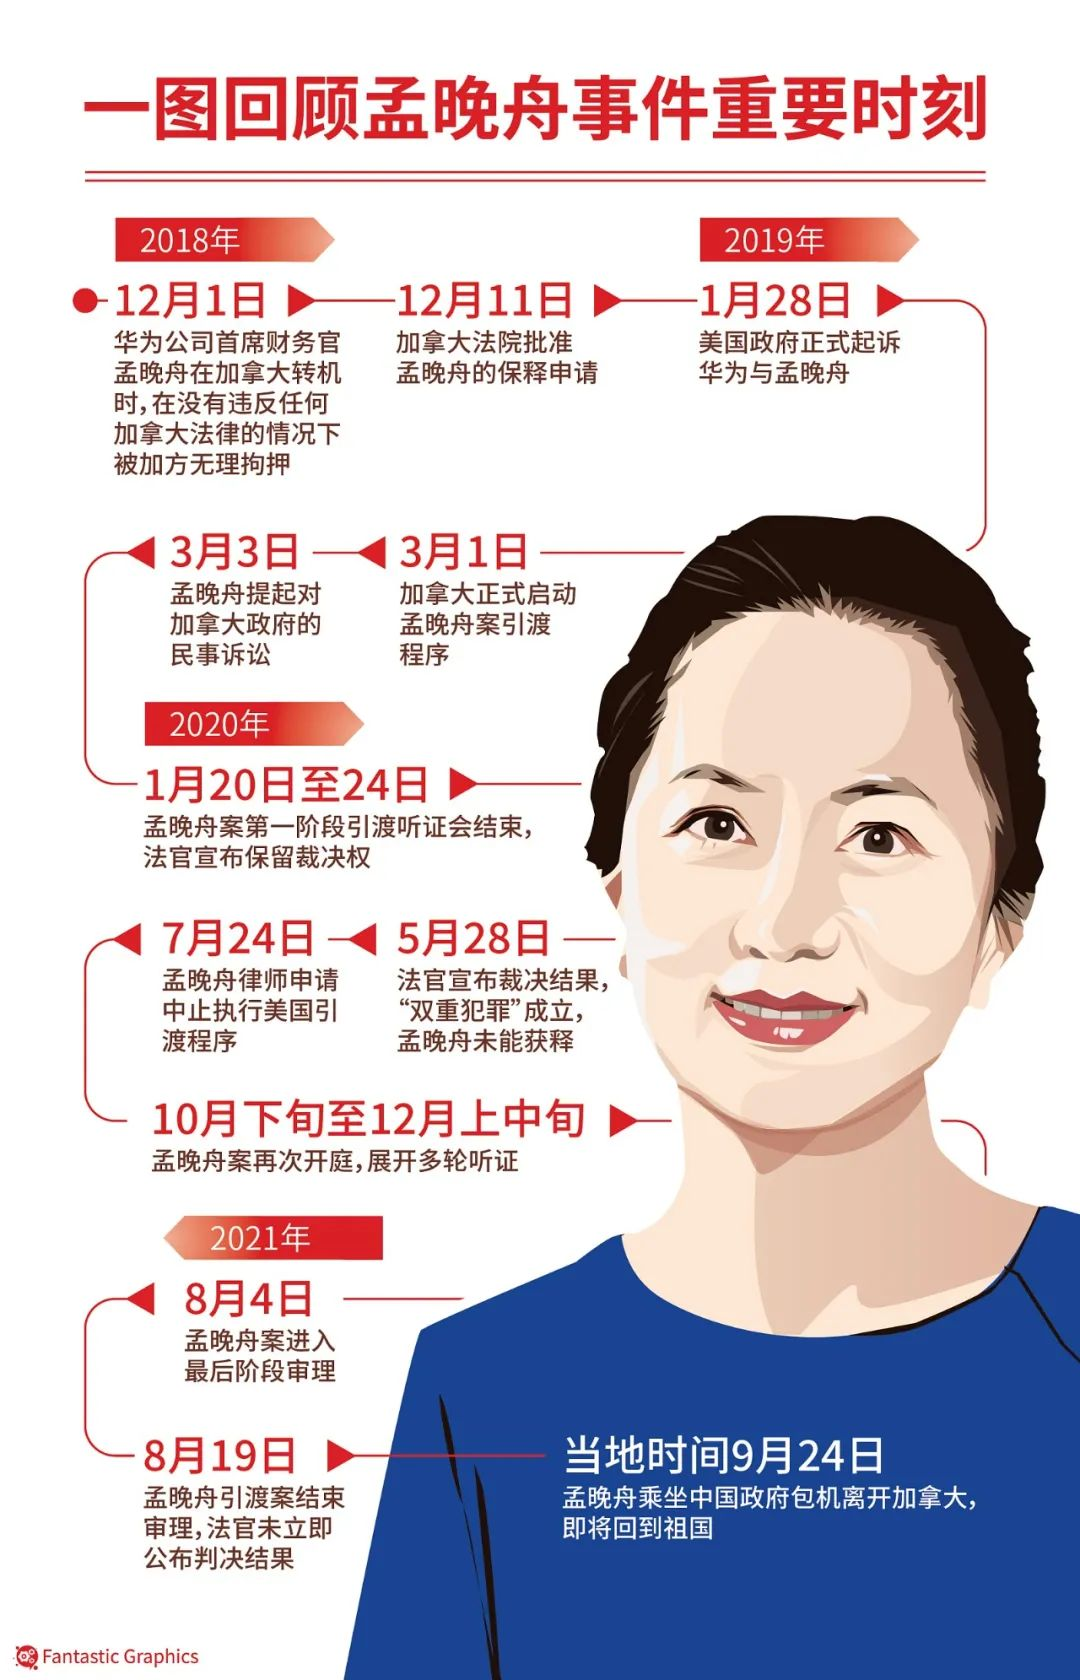 一图回顾孟晚舟事件重要时刻
2018年
12月1日
华为公司首席财务官
孟晚舟在加拿大转机
时,在没有违反任何
加拿大法律的情况下
被加方无理拘押
12月11日
加拿大法院批准
孟晚舟的保释申请
2019年
1月28日
美国政府正式起诉
华为与孟晚舟
3月1日
加拿大正式启动
孟晚舟案引渡
程序
3月3日
孟晚舟提起对
加拿大政府的
民事诉讼
2020年
1月20日至24日
孟晚舟案第一阶段引渡听证会结束,
法官宣布保留裁决权
5月28日
法官宣布裁决结果,
“双重犯罪”成立,
孟晚舟未能获释
7月24日
孟晚舟律师申请
中止执行美国引
渡程序
10月下旬至12月上中旬
孟晚舟案再次开庭,展开多轮听证
2021年
8月4日
孟晚舟案进入
最后阶段审理
8月19日
孟晚舟引渡案结束
审理,法官未立即
公布判决结果
当地时间9月24日
孟晚舟乘坐中国政府包机离开加拿大,
即将回到祖国
Fantastic Graphics